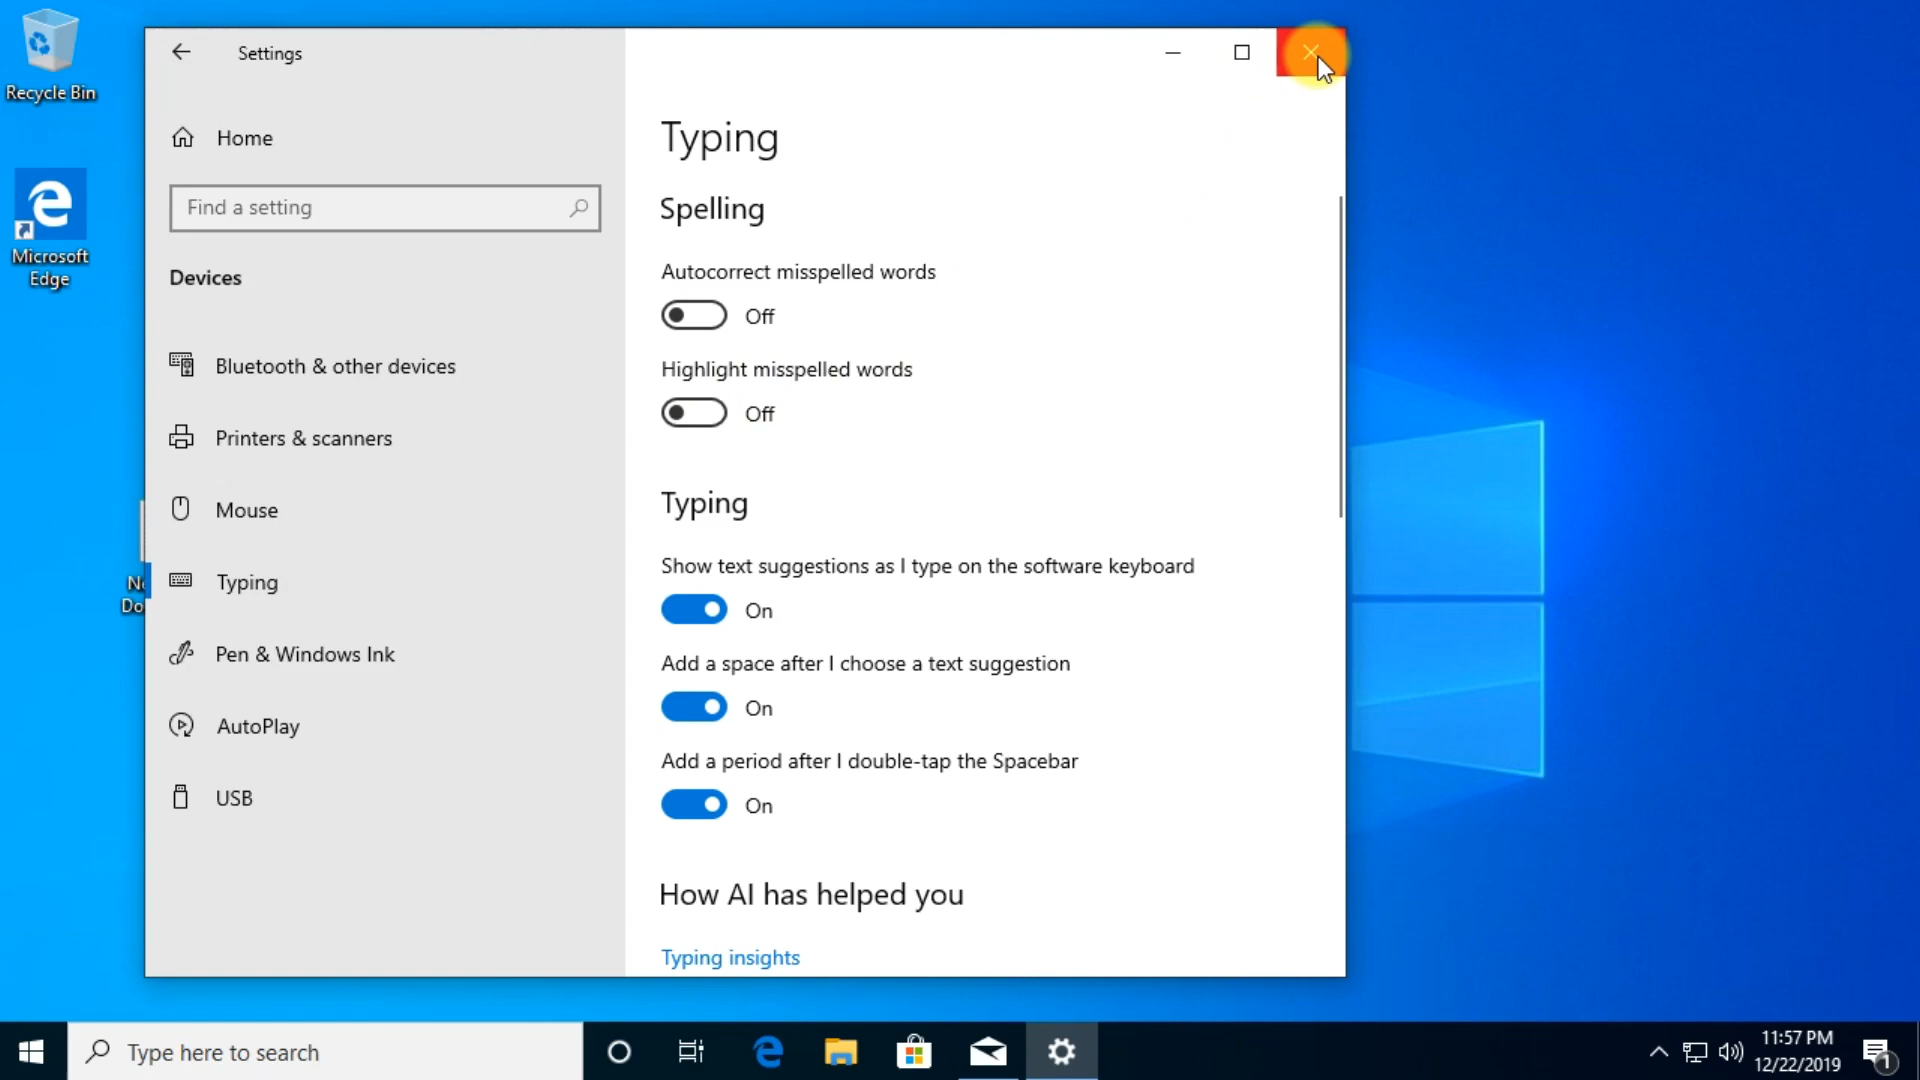 Recycle Bin
Microsoft
Edge
Settings
Home
Find a setting
Devices
Bluetooth & other devices
Printers & scanners
Mouse
Typing
Pen & Windows Ink
AutoPlay
USB
Typing
Spelling
Autocorrect misspelled words
Off
Highlight misspelled words
Off
Typing
Show text suggestions as I type on the software keyboard
On
Add a space after I choose a text suggestion
On
Add a period after I double-tap the Spacebar
On
How AI has helped you
Typing insights
Type here to search
11:57 PM
12/22/2019
1